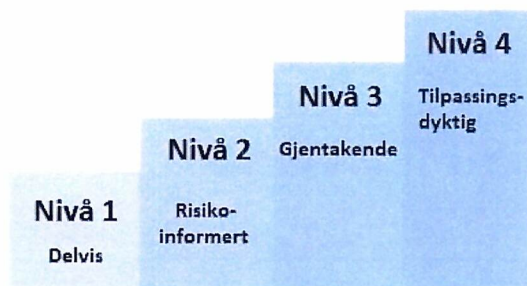 Nivå 1
Delvis
Nivå 2
Risiko-
informert
Nivå 3
Gjentakende
Nivå 4
Tilpassings-
dyktig